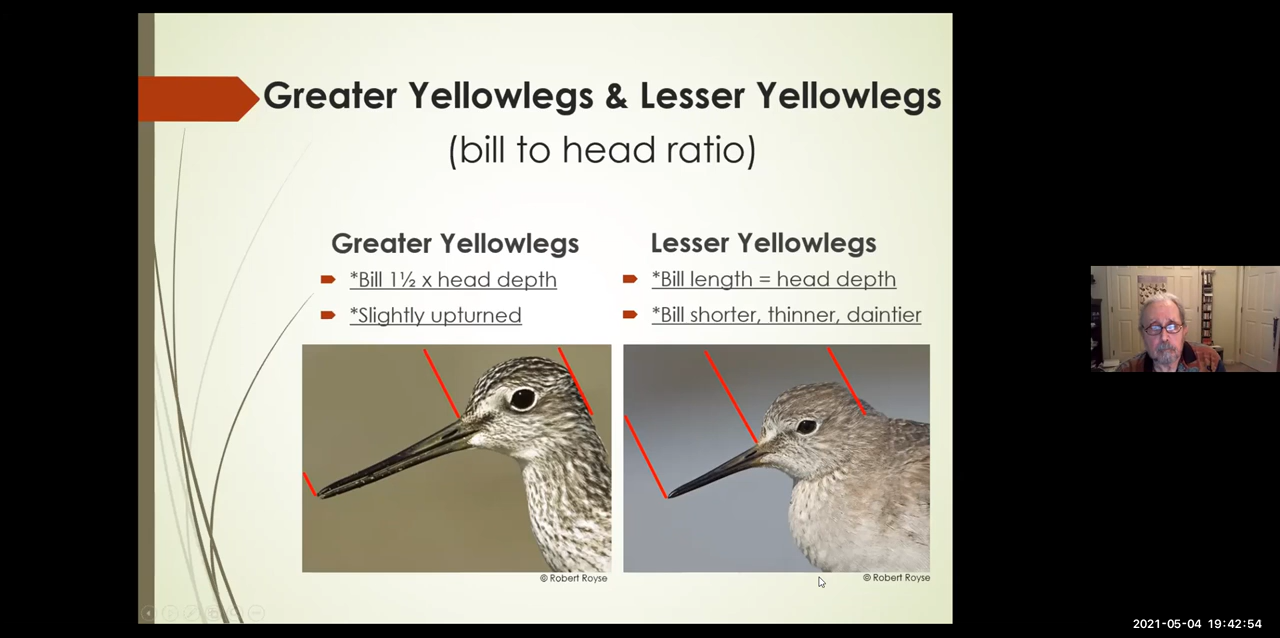 Greater Yellowlegs & Lesser Yellowlegs
(bill to head ratio)
Greater Yellowlegs
*Bill 1½ x head depth
*Slightly upturned
Lesser Yellowlegs
*Bill length = head depth
*Bill shorter, thinner, daintier
© Robert Royse
© Robert Royse
2021-05-04 19:42:54